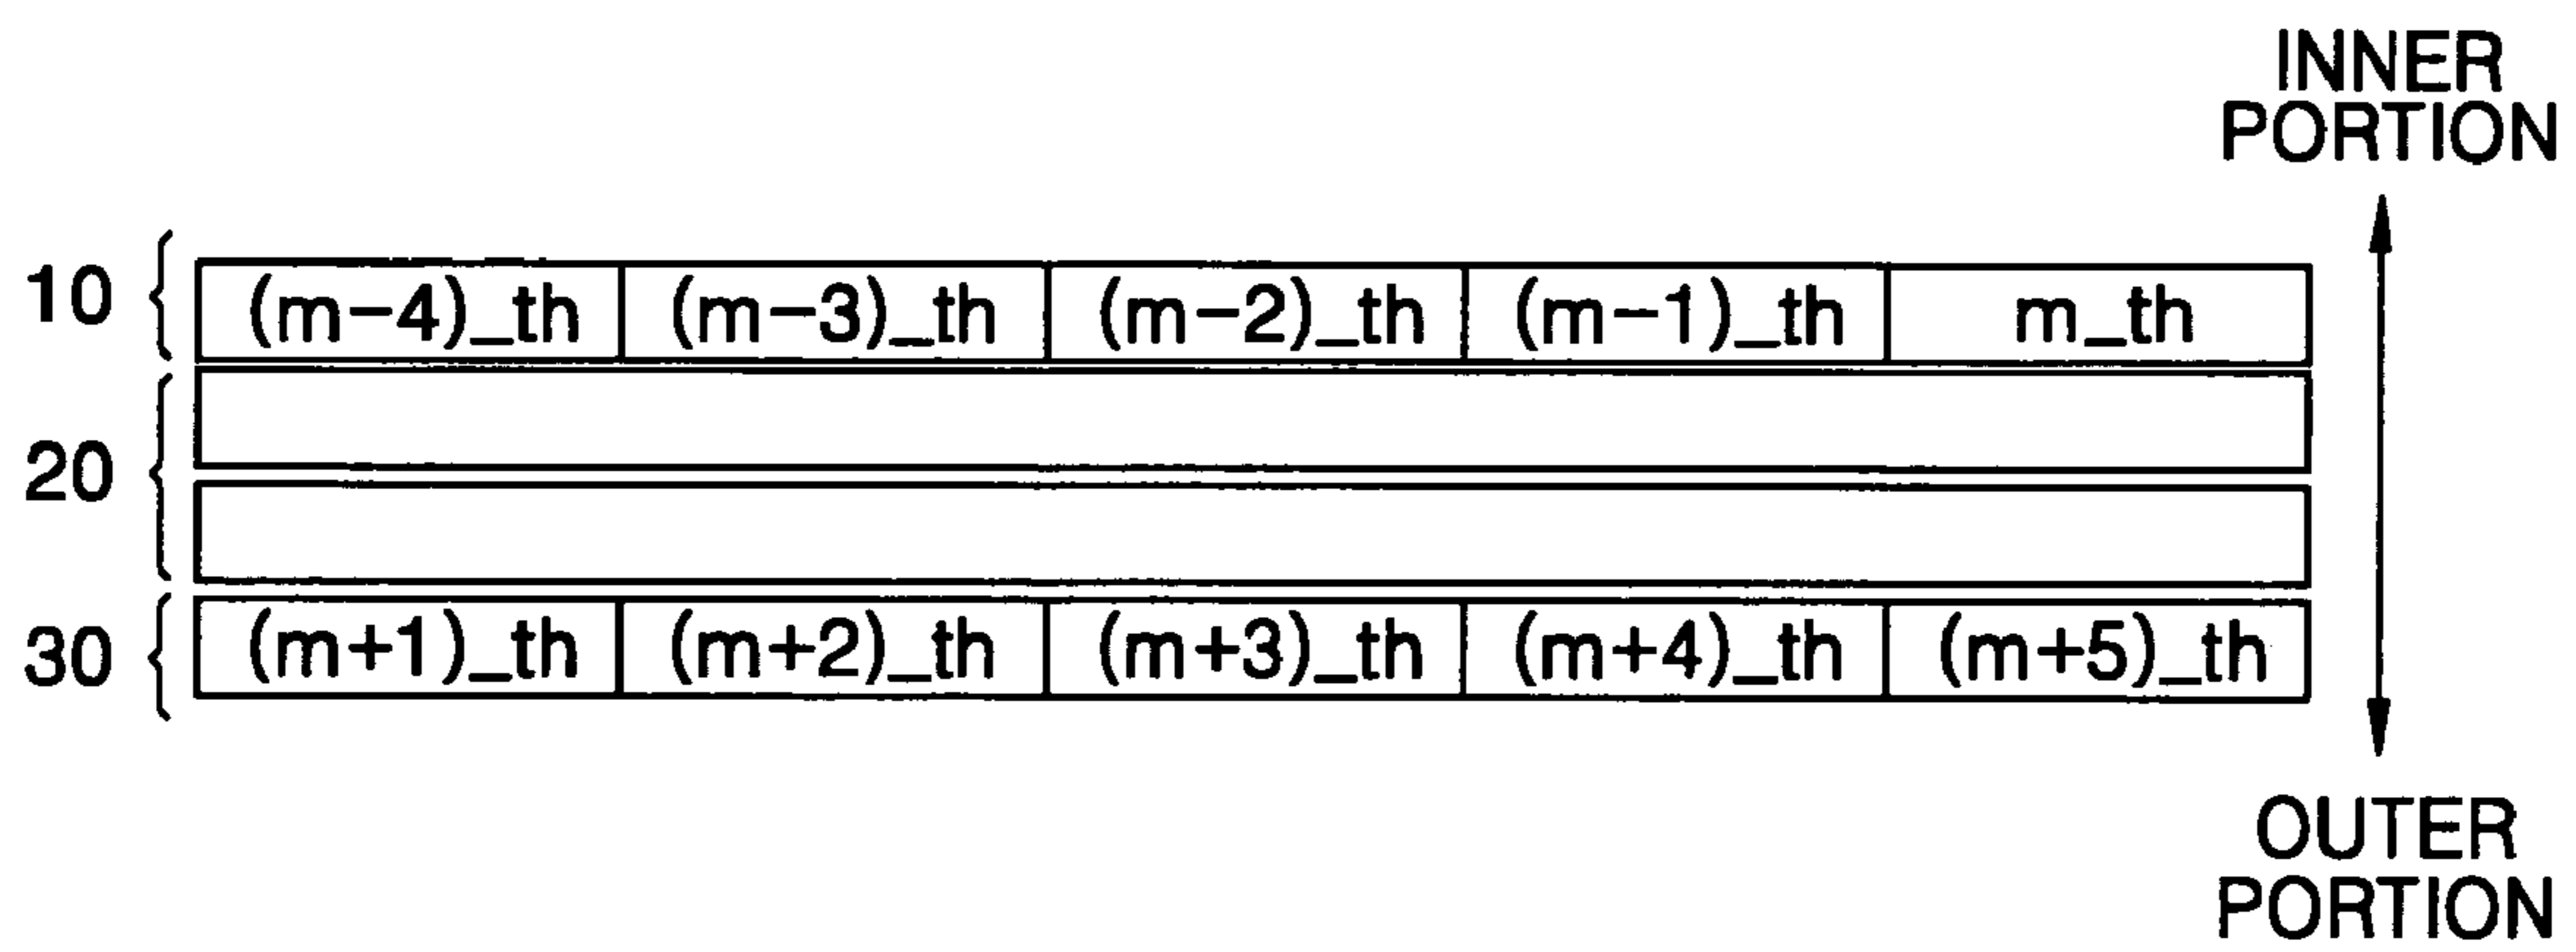 INNER
PORTION
10 (m-4)_th (m-3)_th (m-2)_th (m-1)_th m_th
20
30 (m+1)_th (m+2)_th (m+3)_th (m+4)_th (m+5)_th
OUTER
PORTION